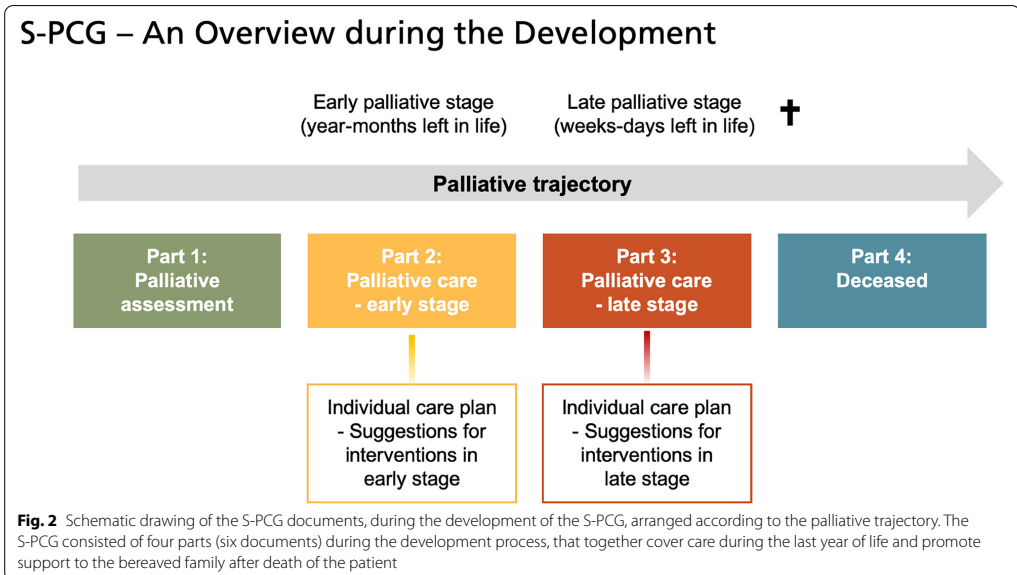 S-PCG – An Overview during the Development
Early palliative stage
(year-months left in life)
Late palliative stage
(weeks-days left in life)
Palliative trajectory
Part 1:
Palliative
assessment
Part 2:
Palliative care
- early stage
Part 3:
Palliative care
- late stage
Part 4:
Deceased
Individual care plan
- Suggestions for
interventions in
early stage
Individual care plan
- Suggestions for
interventions in
late stage
Fig. 2 Schematic drawing of the S-PCG documents, during the development of the S-PCG, arranged according to the palliative trajectory. The
S-PCG consisted of four parts (six documents) during the development process, that together cover care during the last year of life and promote
support to the bereaved family after death of the patient